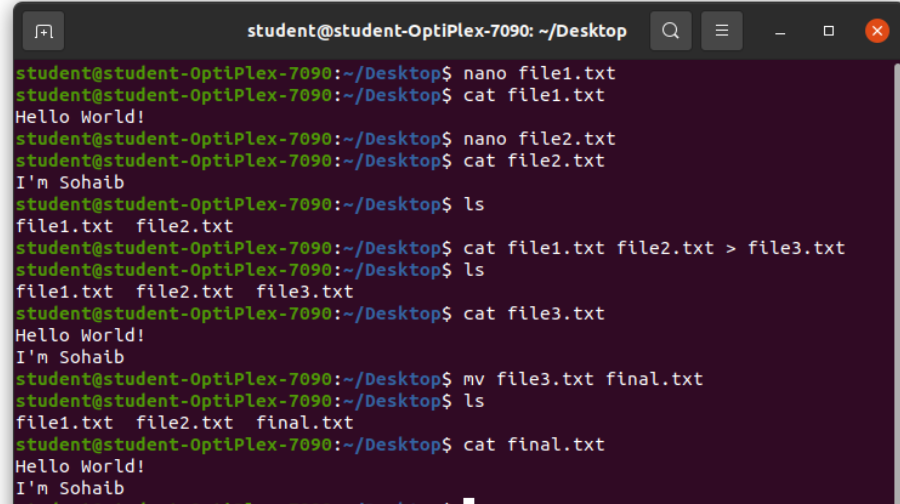 student@student-OptiPlex-7090: ~/Desktop
student@student-OptiPlex-7090:~/Desktop$ nano file1.txt
student@student-OptiPlex-7090:~/Desktop$ cat file1.txt
Hello World!
student@student-OptiPlex-7090:~/Desktop$ nano file2.txt
student@student-OptiPlex-7090:~/Desktop$ cat file2.txt
I'm Sohaib
student@student-OptiPlex-7090:~/Desktop$ ls
file1.txt  file2.txt
student@student-OptiPlex-7090:~/Desktop$ cat file1.txt file2.txt > file3.txt
student@student-OptiPlex-7090:~/Desktop$ ls
file1.txt  file2.txt  file3.txt
student@student-OptiPlex-7090:~/Desktop$ cat file3.txt
Hello World!
I'm Sohaib
student@student-OptiPlex-7090:~/Desktop$ mv file3.txt final.txt
student@student-OptiPlex-7090:~/Desktop$ ls
file1.txt  file2.txt  final.txt
student@student-OptiPlex-7090:~/Desktop$ cat final.txt
Hello World!
I'm Sohaib